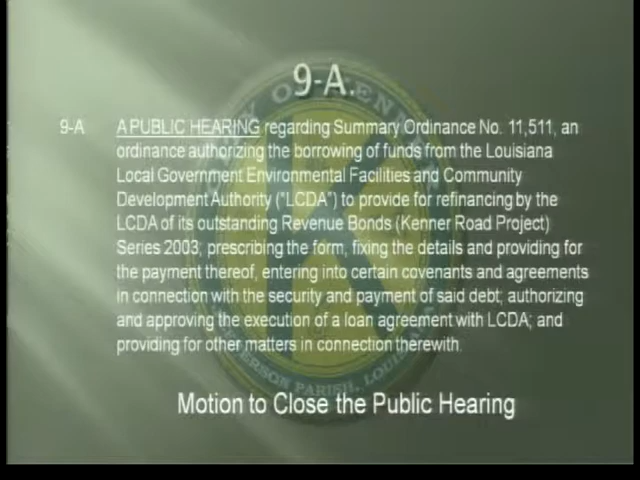 9-A.
9-A A PUBLIC HEARING regarding Summary Ordinance No. 11,511, an
ordinance authorizing the borrowing of funds from the Louisiana
Local Government Environmental Facilities and Community
Development Authority ("LCDA") to provide for refinancing by the
LCDA of its outstanding Revenue Bonds (Kenner Road Project)
Series 2003; prescribing the form, fixing the details and providing for
the payment thereof, entering into certain covenants and agreements
in connection with the security and payment of said debt; authorizing
and approving the execution of a loan agreement with LCDA; and
providing for other matters in connection therewith.
Motion to Close the Public Hearing